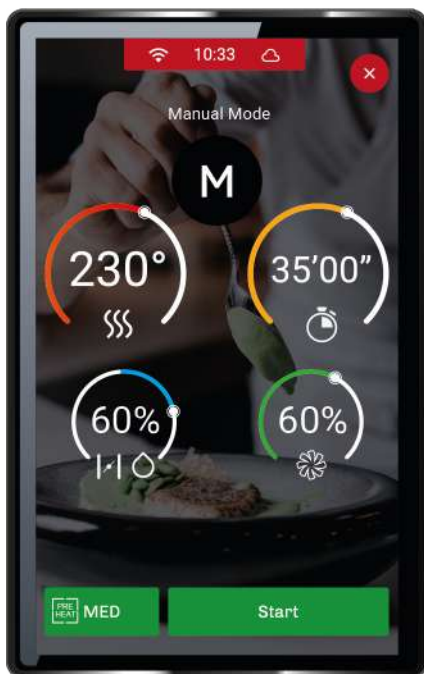 10:33
Manual Mode
M
230°
35'00”
60%
60%
PRE
HEAT
MED
Start